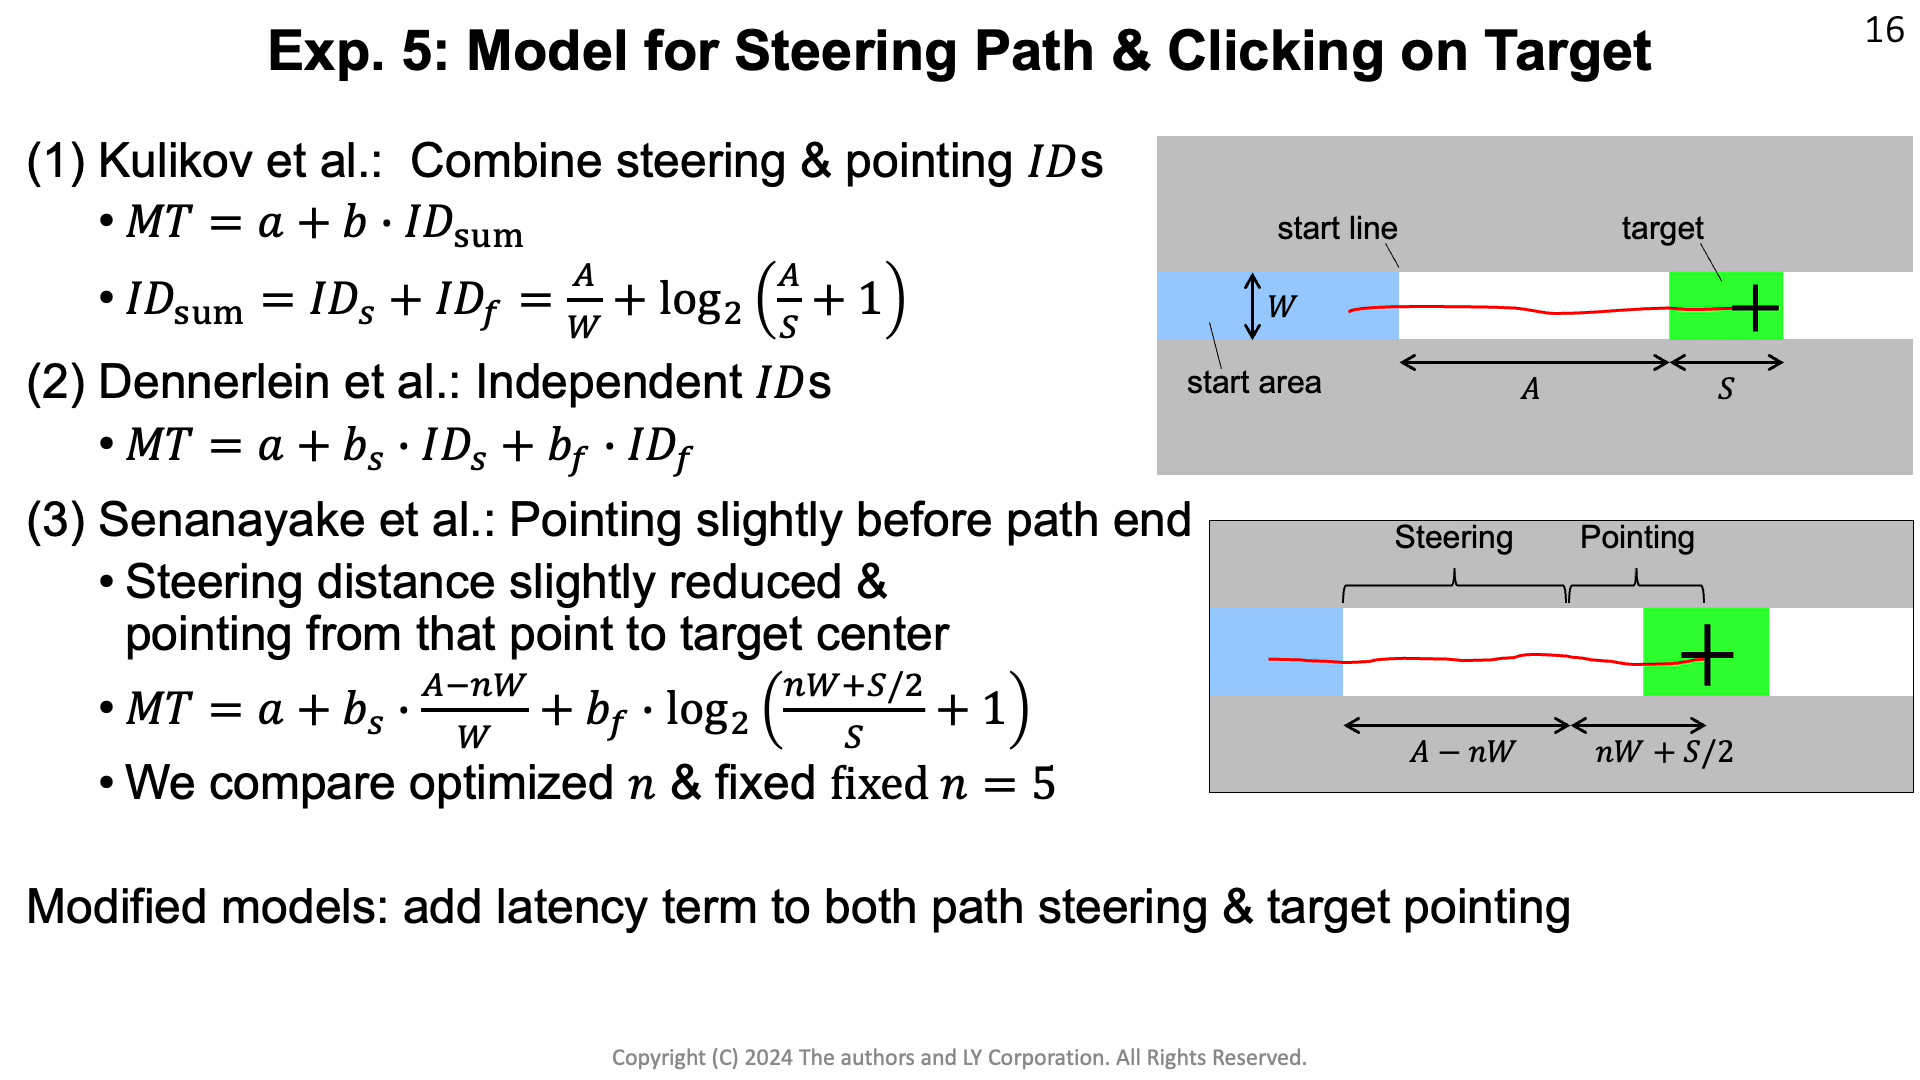 16
Exp. 5: Model for Steering Path & Clicking on Target
(1) Kulikov et al.: Combine steering & pointing 𝐼𝐷s
• 𝑀𝑇 = 𝑎 + 𝑏 ⋅ 𝐼𝐷_sum
• 𝐼𝐷_sum = 𝐼𝐷_𝑠 + 𝐼𝐷_𝑓 = 𝐴/𝑊 + log₂(𝐴/𝑆 + 1)
(2) Dennerlein et al.: Independent 𝐼𝐷s
• 𝑀𝑇 = 𝑎 + 𝑏_𝑠 ⋅ 𝐼𝐷_𝑠 + 𝑏_𝑓 ⋅ 𝐼𝐷_𝑓
(3) Senanayake et al.: Pointing slightly before path end
• Steering distance slightly reduced &
pointing from that point to target center
• 𝑀𝑇 = 𝑎 + 𝑏_𝑠 ⋅ (𝐴−𝑛𝑊)/𝑊 + 𝑏_𝑓 ⋅ log₂((𝑛𝑊+𝑆/2)/𝑆 + 1)
• We compare optimized 𝑛 & fixed fixed 𝑛 = 5
Modified models: add latency term to both path steering & target pointing
start line
target
𝑊
start area
𝐴
𝑆
Steering
Pointing
𝐴 − 𝑛𝑊
𝑛𝑊 + 𝑆/2
Copyright (C) 2024 The authors and LY Corporation. All Rights Reserved.